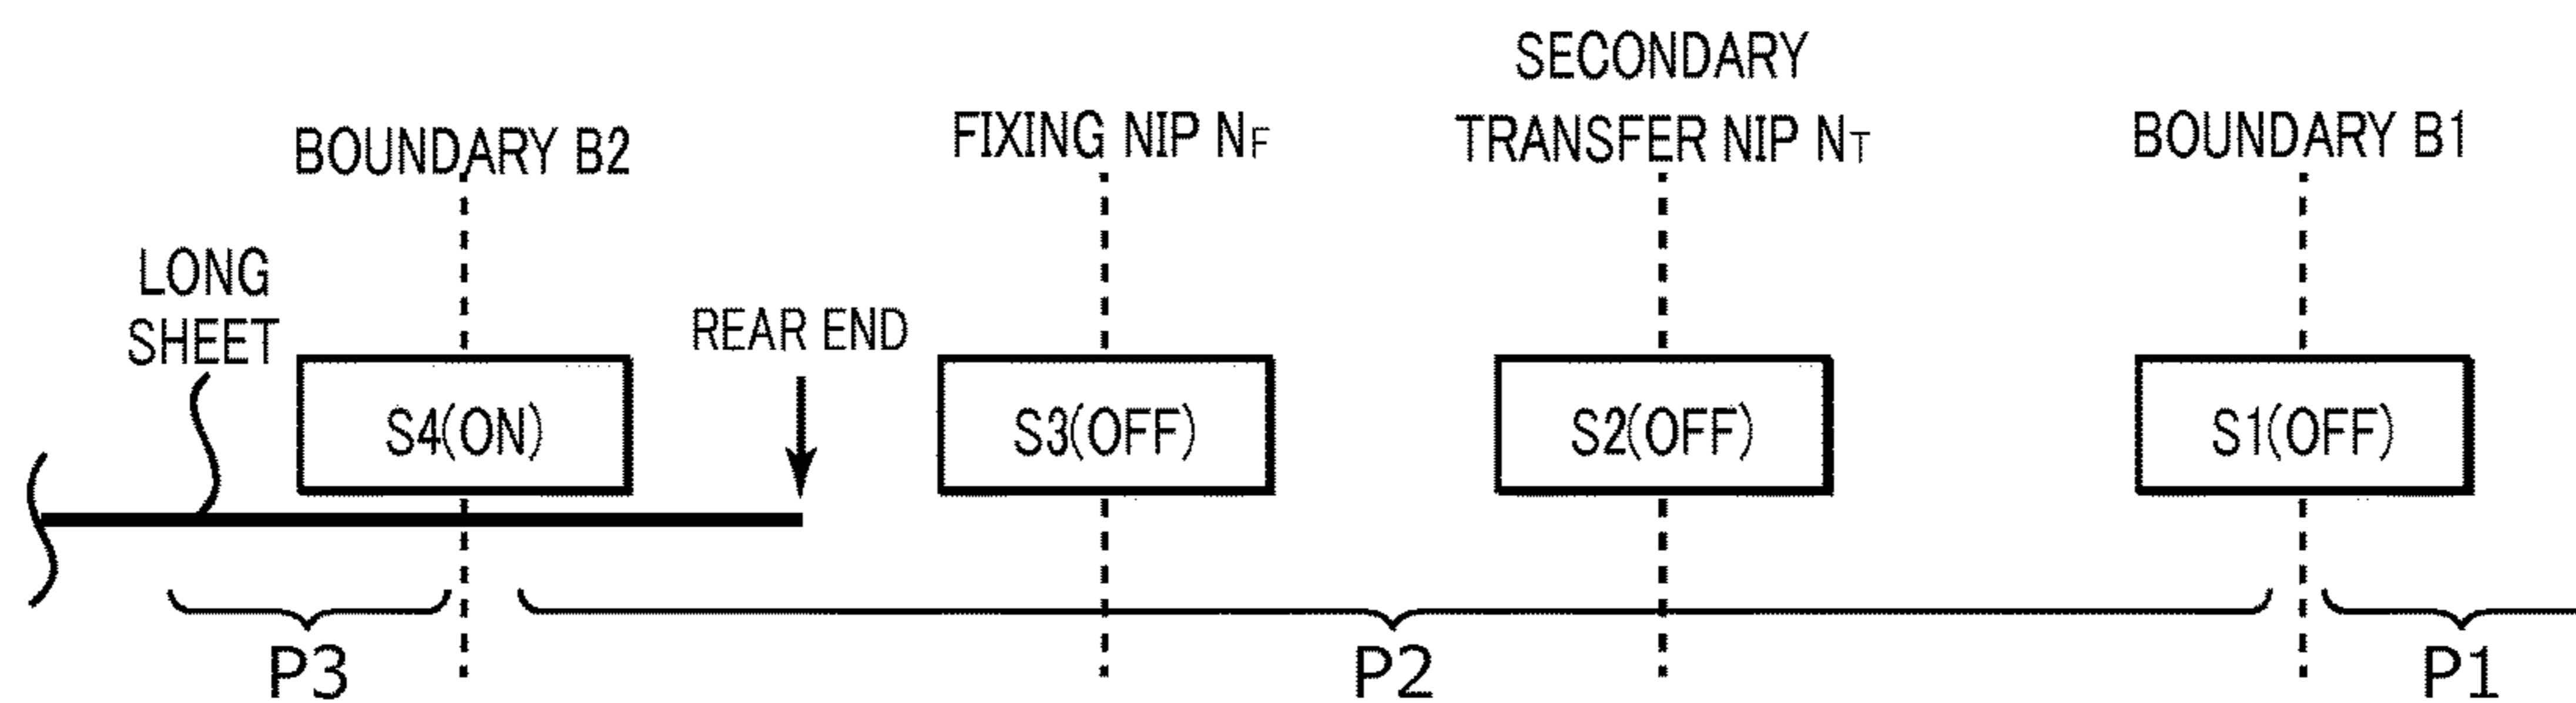 SECONDARY
TRANSFER NIP NT
BOUNDARY B2
FIXING NIP NF
BOUNDARY B1
LONG
SHEET
REAR END
S4(ON)
S3(OFF)
S2(OFF)
S1(OFF)
P3
P2
P1